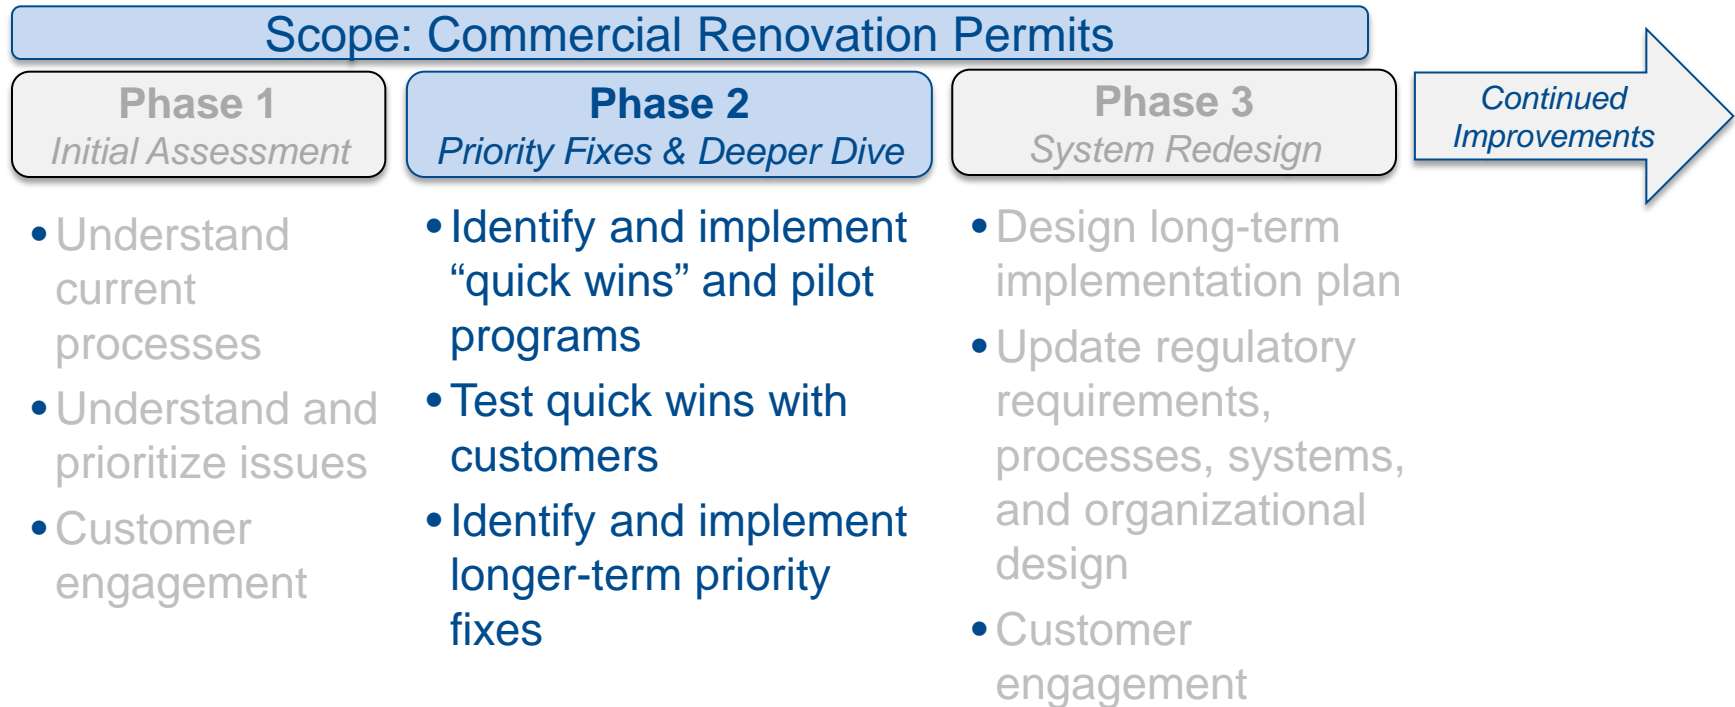 Scope: Commercial Renovation Permits
Phase 1
Initial Assessment
Phase 2
Priority Fixes & Deeper Dive
Phase 3
System Redesign
Continued
Improvements
• Understand
current
processes
• Understand and
prioritize issues
• Customer
engagement
• Identify and implement
“quick wins” and pilot
programs
• Test quick wins with
customers
• Identify and implement
longer-term priority
fixes
• Design long-term
implementation plan
• Update regulatory
requirements,
processes, systems,
and organizational
design
• Customer
engagement